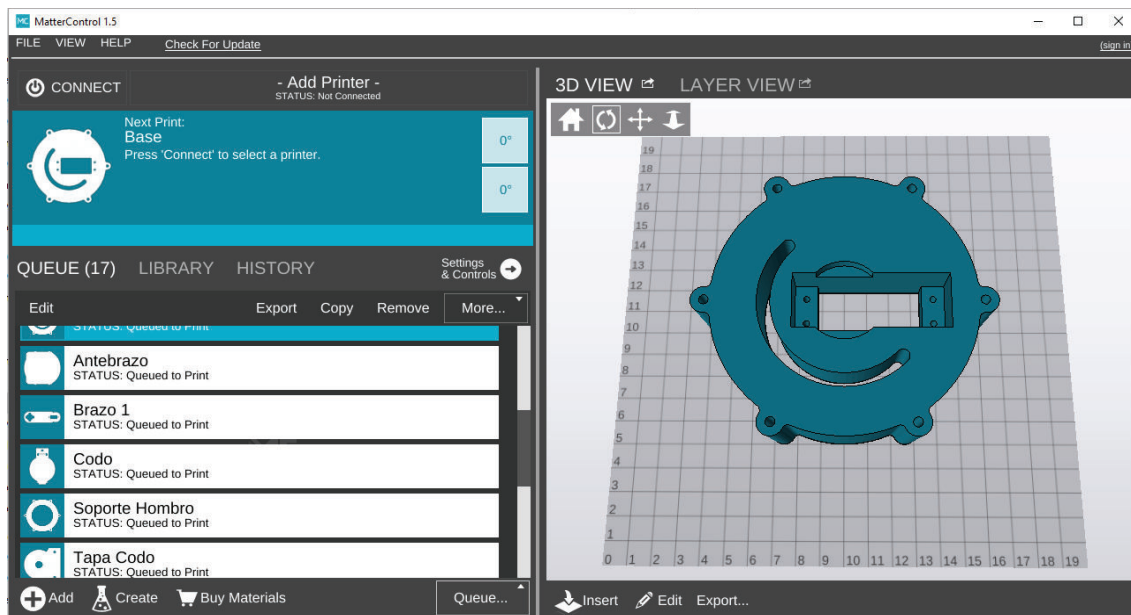 MC MatterControl 1.5
FILE VIEW HELP Check For Update (sign in
CONNECT
- Add Printer -
STATUS: Not Connected
Next Print:
Base
Press 'Connect' to select a printer.
0°
0°
QUEUE (17) LIBRARY HISTORY
Settings
& Controls
Edit Export Copy Remove More...
STATUS: Queued to Print
Antebrazo
STATUS: Queued to Print
Brazo 1
STATUS: Queued to Print
Codo
STATUS: Queued to Print
Soporte Hombro
STATUS: Queued to Print
Tapa Codo
STATUS: Queued to Print
Add Create Buy Materials Queue...
3D VIEW LAYER VIEW
19
18
17
16
15
14
13
12
11
10
9
8
7
6
5
4
3
2
1
0 1 2 3 4 5 6 7 8 9 10 11 12 13 14 15 16 17 18 19
Insert Edit Export...